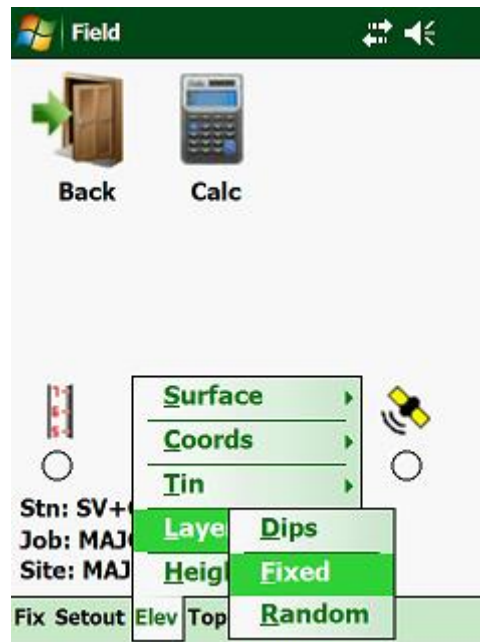 Field
Back Calc
Surface
Coords
Tin
Stn: SV+
Laye Dips
Job: MAJ
Site: MAJ Heig Fixed
Fix Setout Elev Top Random